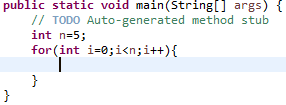 public static void main(String[] args) {
// TODO Auto-generated method stub
int n=5;
for(int i=0;i<n;i++){
}
}